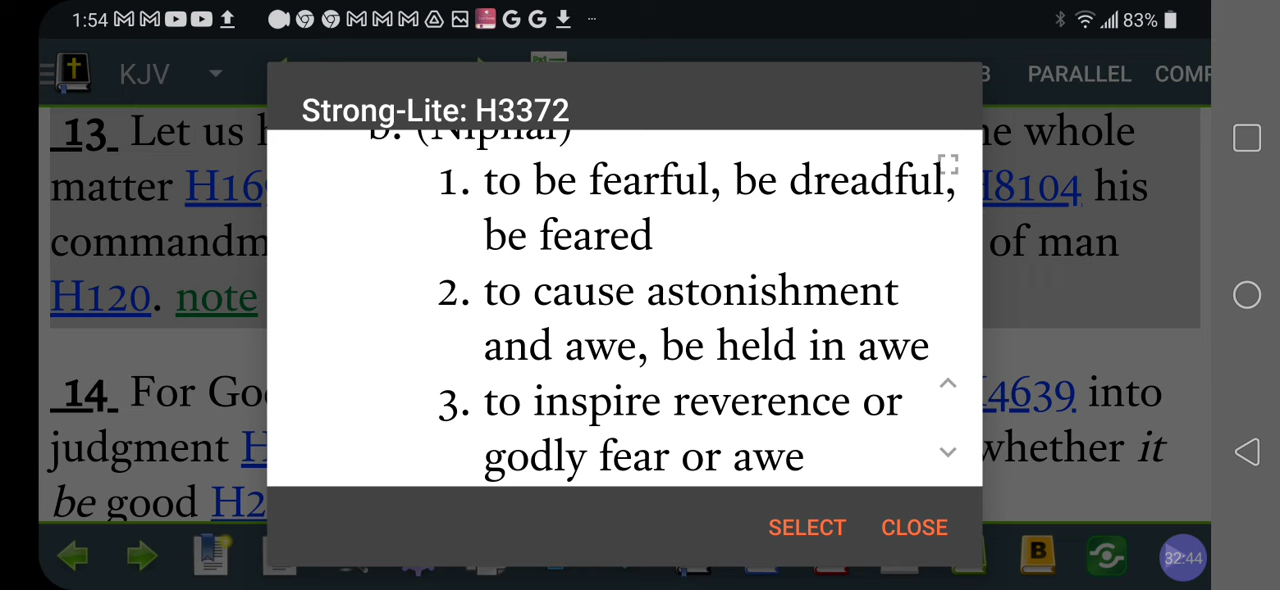 1:54
83%
KJV
PARALLEL COMP
Strong-Lite: H3372
b. (Niphal)
13 Let us
whole
1. to be fearful, be dreadful,
matter H16
H8104 his
be feared
commandm
of man
2. to cause astonishment
H120. note
and awe, be held in awe
3. to inspire reverence or
14 For Go
4639 into
godly fear or awe
judgment H
whether it
be good H2
SELECT CLOSE
B
32:44